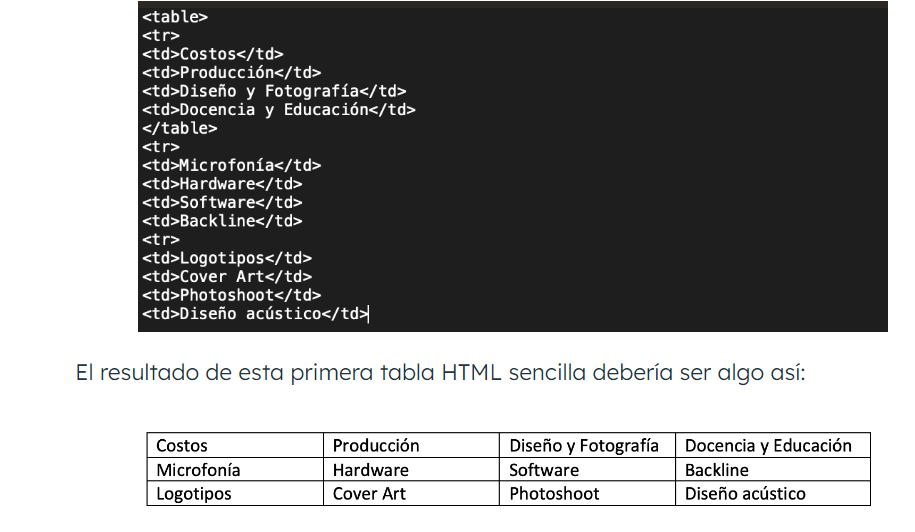 <table>
<tr>
<td>Costos</td>
<td>Producción</td>
<td>Diseño y Fotografía</td>
<td>Docencia y Educación</td>
</table>
<tr>
<td>Microfonía</td>
<td>Hardware</td>
<td>Software</td>
<td>Backline</td>
<tr>
<td>Logotipos</td>
<td>Cover Art</td>
<td>Photoshoot</td>
<td>Diseño acústico</td>
El resultado de esta primera tabla HTML sencilla debería ser algo así:
Costos Producción Diseño y Fotografía Docencia y Educación
Microfonía Hardware Software Backline
Logotipos Cover Art Photoshoot Diseño acústico